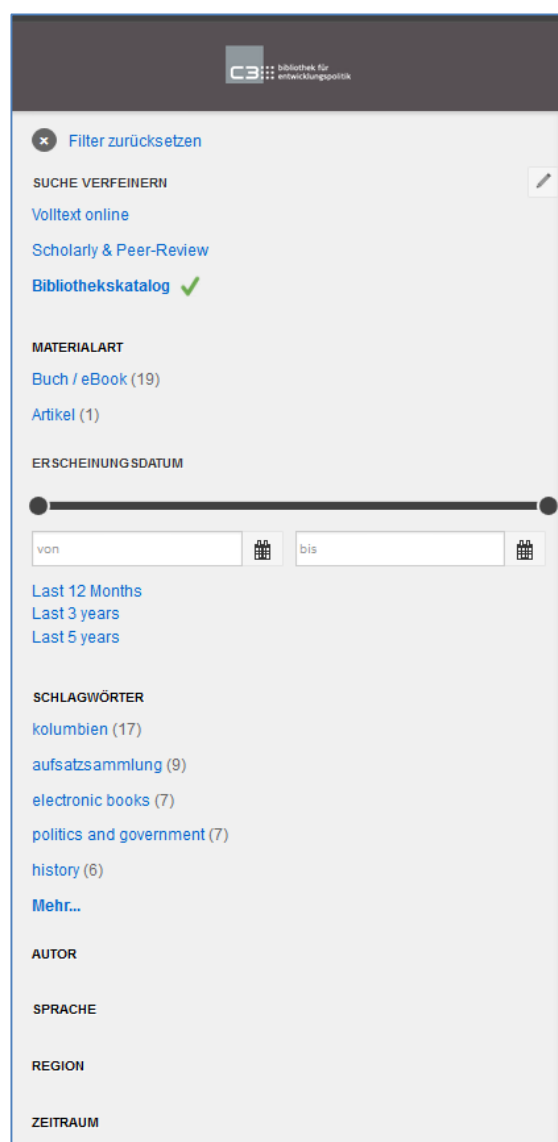 C3 bibliothek für
entwicklungspolitik
Filter zurücksetzen
SUCHE VERFEINERN
Volltext online
Scholarly & Peer-Review
Bibliothekskatalog
MATERIALART
Buch / eBook (19)
Artikel (1)
ERSCHEINUNGSDATUM
von bis
Last 12 Months
Last 3 years
Last 5 years
SCHLAGWÖRTER
kolumbien (17)
aufsatzsammlung (9)
electronic books (7)
politics and government (7)
history (6)
Mehr...
AUTOR
SPRACHE
REGION
ZEITRAUM